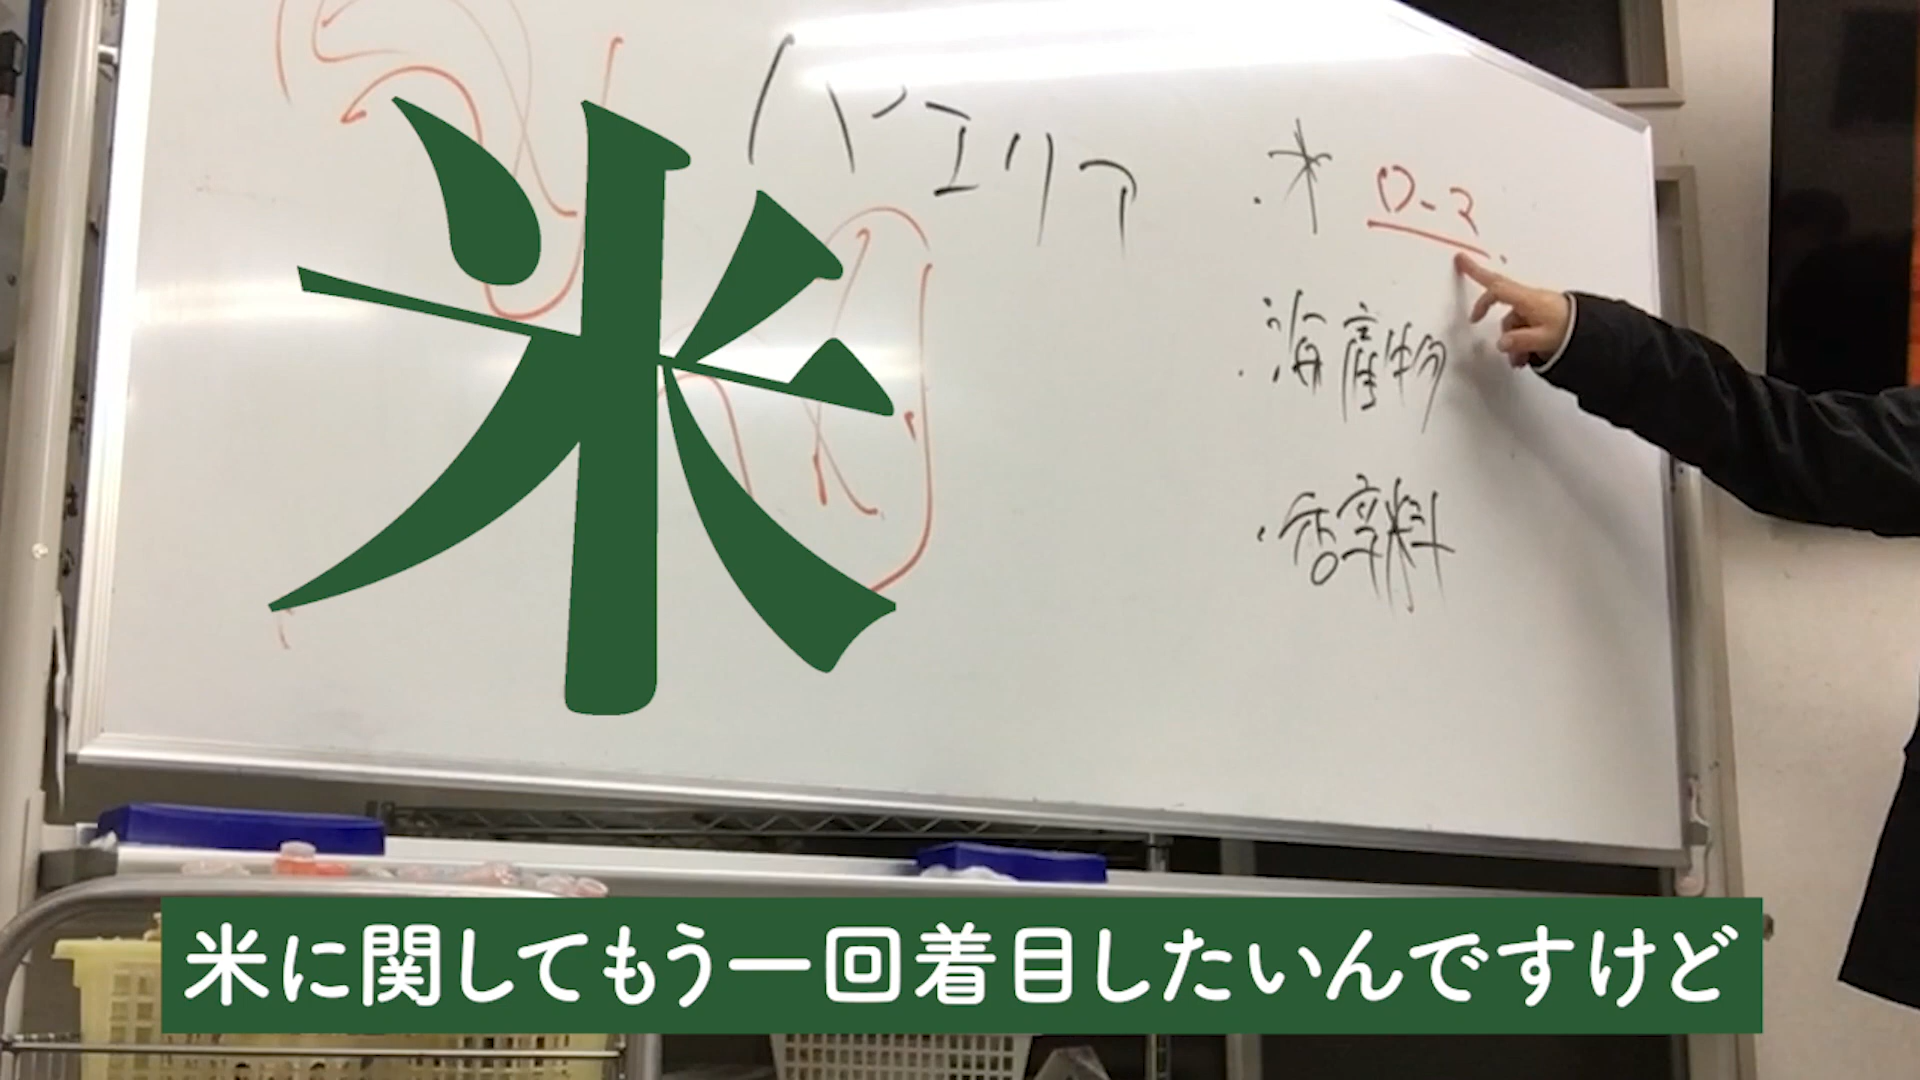 パエリア
・米 ローマ
・海産物
・香辛料
米
米に関してもう一回着目したいんですけど